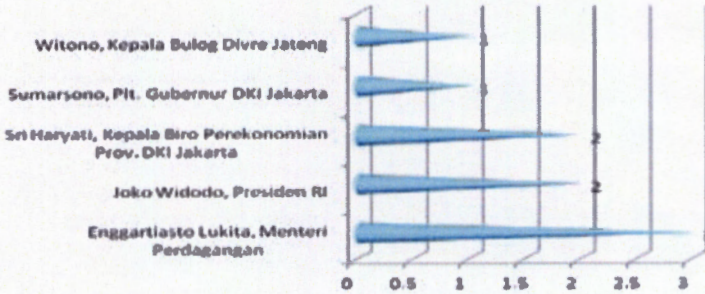 Witono, Kepala Bulog Divre Jateng
1
Sumarsono, Plt. Gubernur DKI Jakarta
1
Sri Haryati, Kepala Biro Perekonomian
Prov. DKI Jakarta
2
Joko Widodo, Presiden RI
2
Enggartiasto Lukita, Menteri
Perdagangan
0 0.5 1 1.5 2 2.5 3